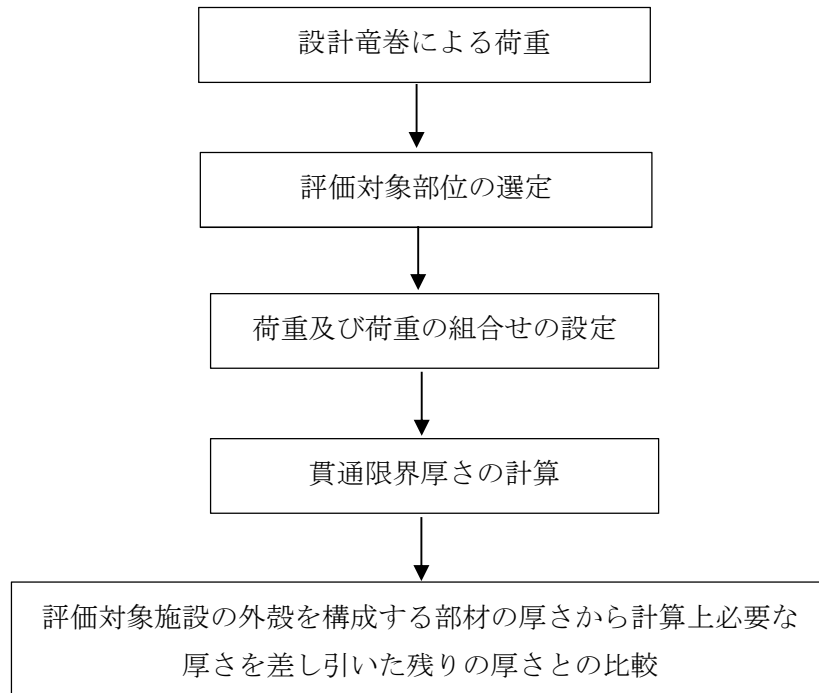 設計竜巻による荷重
評価対象部位の選定
荷重及び荷重の組合せの設定
貫通限界厚さの計算
評価対象施設の外殻を構成する部材の厚さから計算上必要な
厚さを差し引いた残りの厚さとの比較